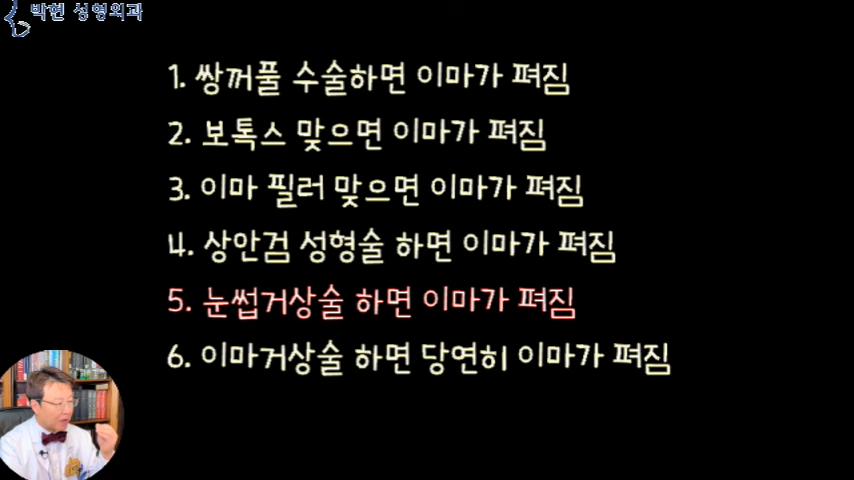 박현 성형외과
1. 쌍꺼풀 수술하면 이마가 펴짐
2. 보톡스 맞으면 이마가 펴짐
3. 이마 필러 맞으면 이마가 펴짐
4. 상안검 성형술 하면 이마가 펴짐
5. 눈썹거상술 하면 이마가 펴짐
6. 이마거상술 하면 당연히 이마가 펴짐